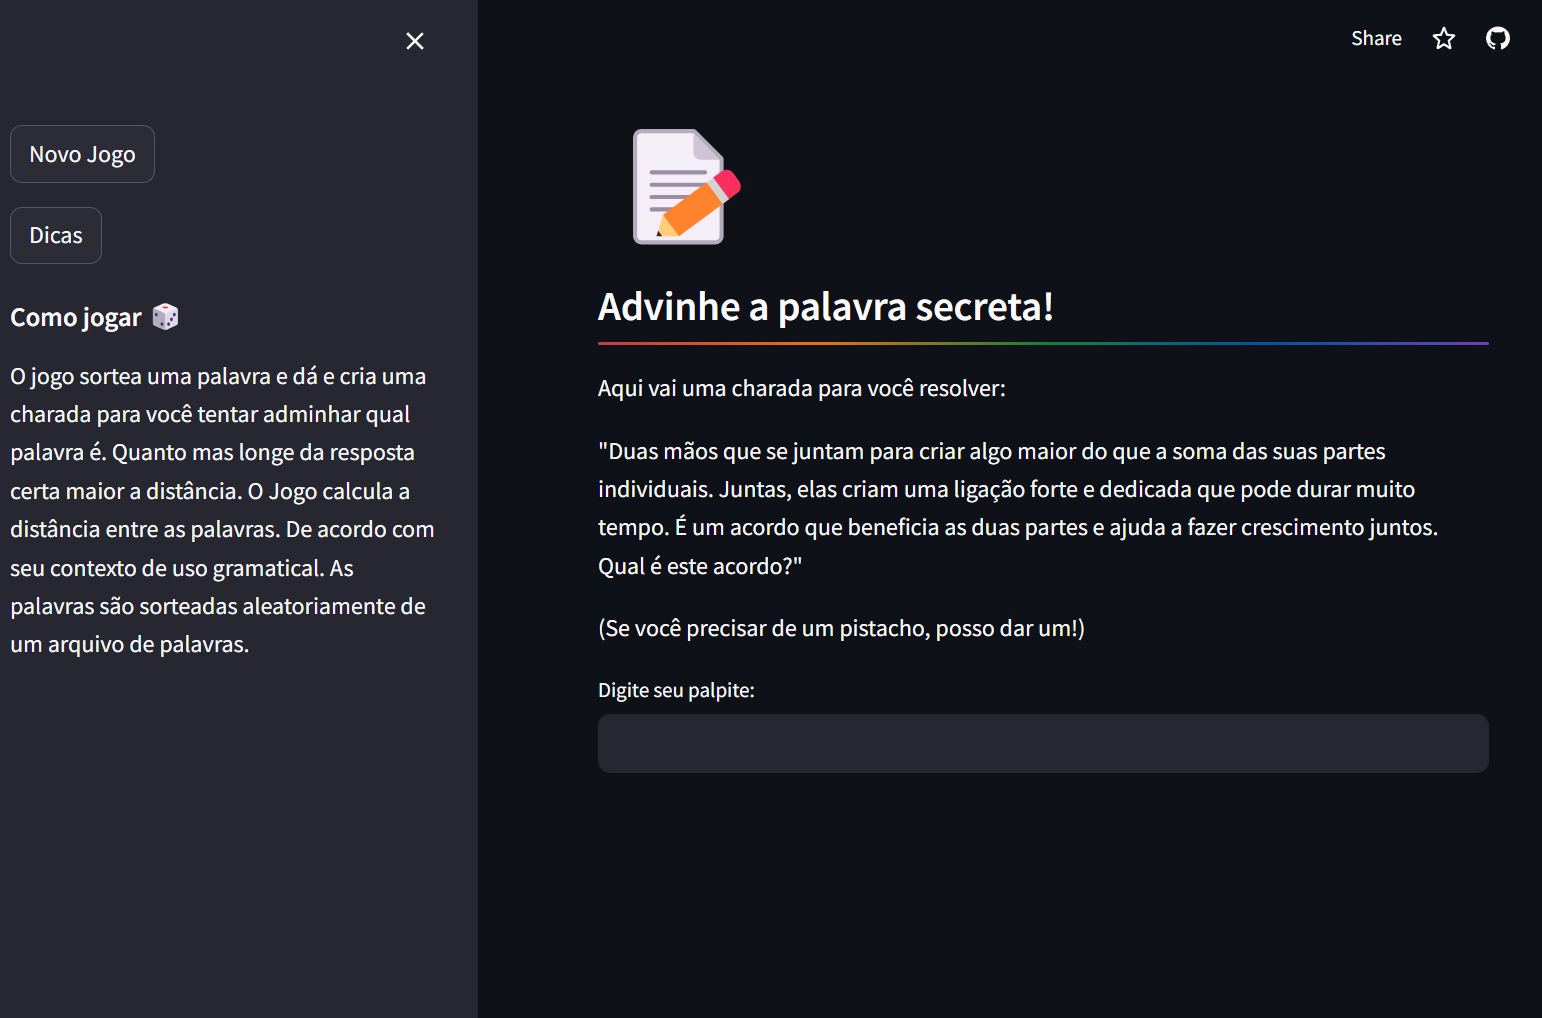 Share
Novo Jogo
Dicas
Como jogar
O jogo sortea uma palavra e dá e cria uma
charada para você tentar adminhar qual
palavra é. Quanto mas longe da resposta
certa maior a distância. O Jogo calcula a
distância entre as palavras. De acordo com
seu contexto de uso gramatical. As
palavras são sorteadas aleatoriamente de
um arquivo de palavras.
Advinhe a palavra secreta!
Aqui vai uma charada para você resolver:
"Duas mãos que se juntam para criar algo maior do que a soma das suas partes
individuais. Juntas, elas criam uma ligação forte e dedicada que pode durar muito
tempo. É um acordo que beneficia as duas partes e ajuda a fazer crescimento juntos.
Qual é este acordo?"
(Se você precisar de um pistacho, posso dar um!)
Digite seu palpite: